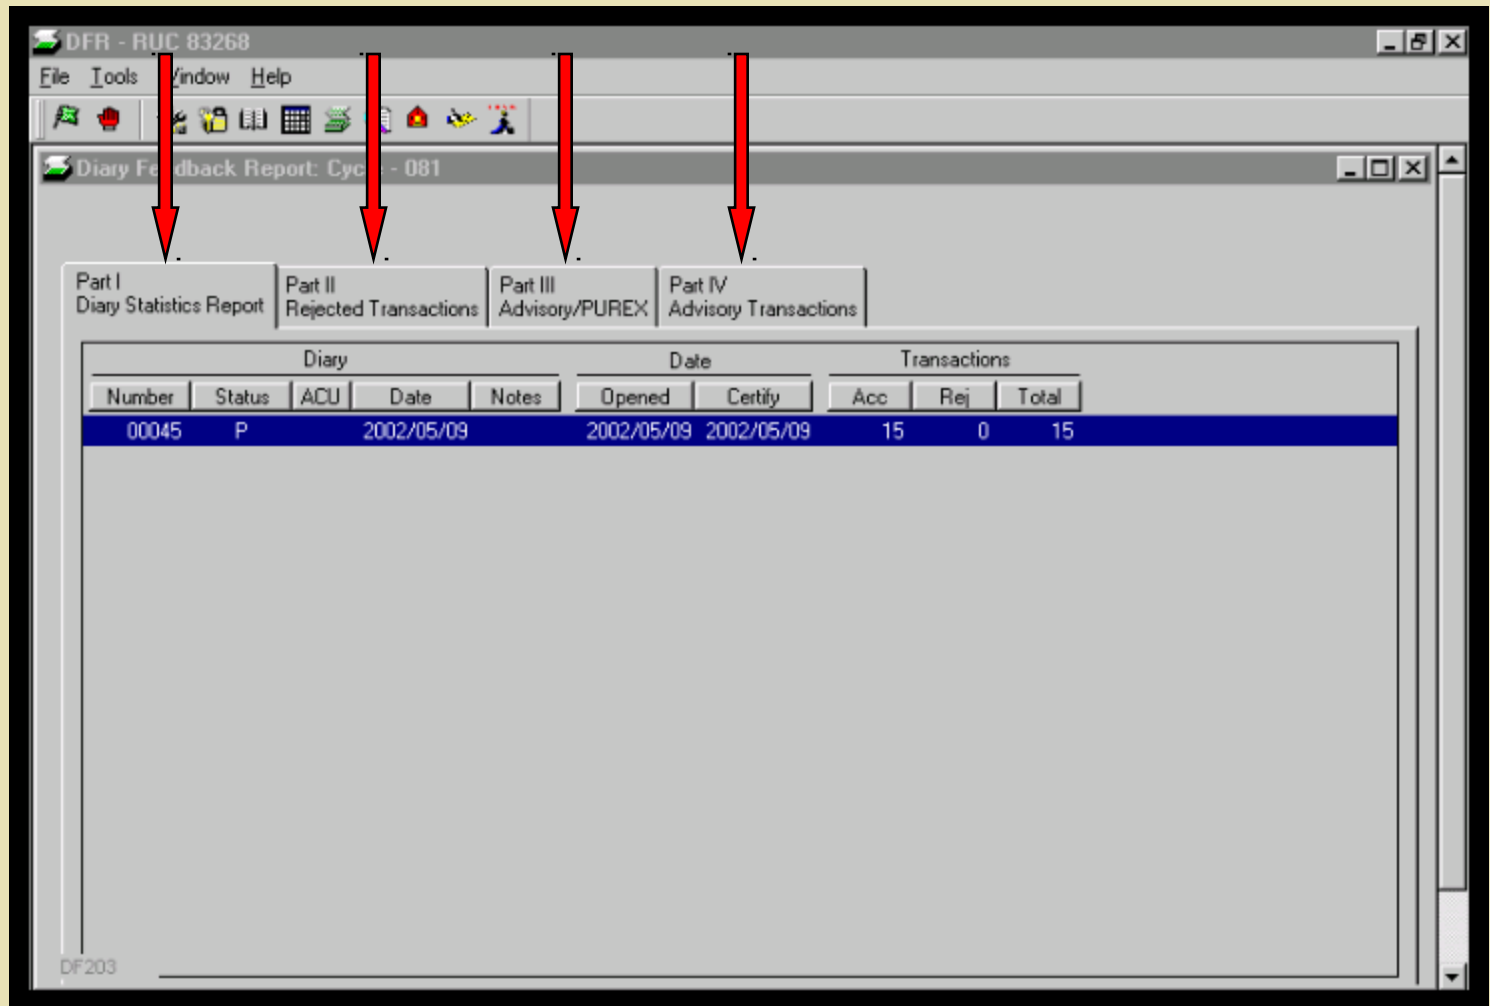 DFR - RUC 83268
File Tools Window Help
Diary Feedback Report: Cycle - 081
Part I
Diary Statistics Report
Part II
Rejected Transactions
Part III
Advisory/PUREX
Part IV
Advisory Transactions
Diary Date Transactions
Number Status ACU Date Notes Opened Certify Acc Rej Total
00045 P 2002/05/09 2002/05/09 2002/05/09 15 0 15
DF203